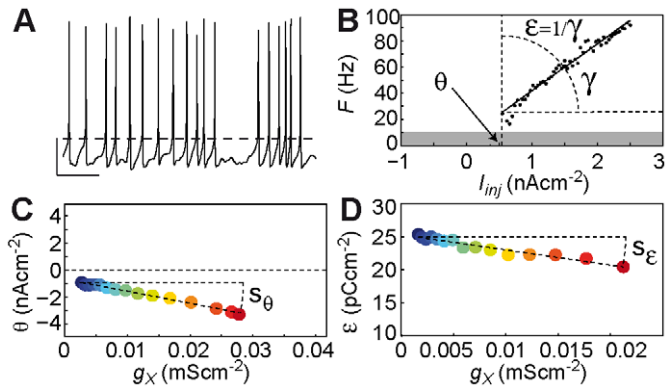 A
B
F (Hz)
100
80
60
40
20
0
ε=1/γ
γ
θ
−1
0
1
2
3
I_inj (nAcm-2)
C
θ (nAcm-2)
4
2
0
−2
−4
S_θ
0
0.01
0.02
0.03
0.04
g_X (mScm-2)
D
ε (pCcm-2)
30
25
20
15
10
S_ε
0
0.005
0.01
0.015
0.02
0.025
g_X (mScm-2)